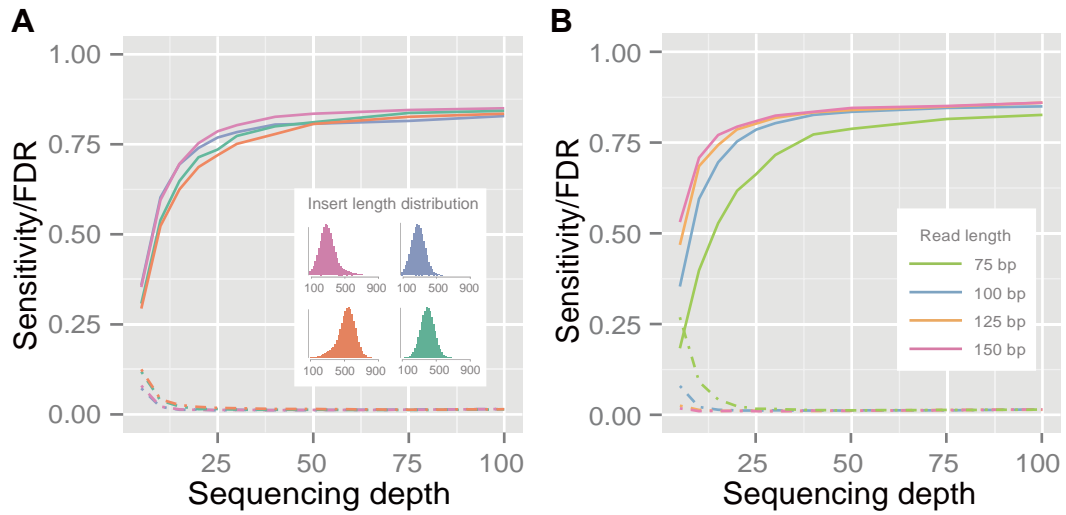 A
Sensitivity/FDR
1.00
0.75
0.50
0.25
0.00
Insert length distribution
100 500 900
100 500 900
100 500 900
100 500 900
25 50 75 100
Sequencing depth
B
Sensitivity/FDR
1.00
0.75
0.50
0.25
0.00
Read length
75 bp
100 bp
125 bp
150 bp
25 50 75 100
Sequencing depth